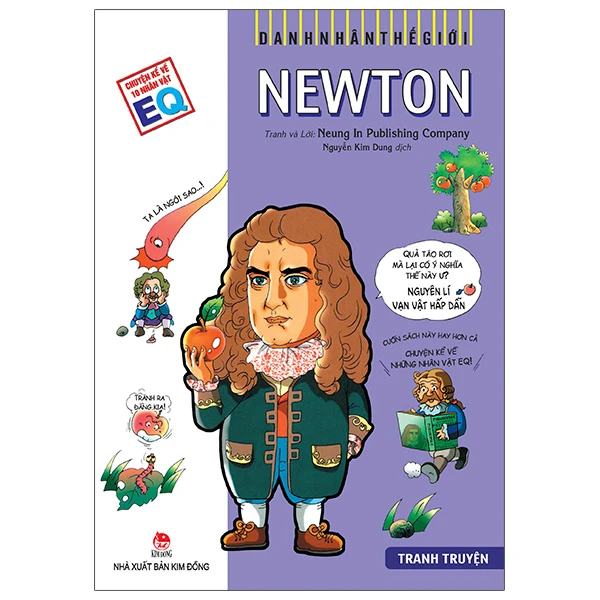 DANH NHÂN THẾ GIỚI
CHUYỆN KỂ VỀ
10 NHÂN VẬT
EQ
NEWTON
Tranh và Lời: Neung In Publishing Company
Nguyễn Kim Dung dịch
TA LÀ NGÔI SAO...!
QUẢ TÁO RƠI
MÀ LẠI CÓ Ý NGHĨA
THẾ NÀY Ư?
NGUYÊN LÍ
VẠN VẬT HẤP DẪN
CUỐN SÁCH NÀY HAY HƠN CẢ
CHUYỆN KỂ VỀ
NHỮNG NHÂN VẬT EQ!
TRÁNH RA
ĐẰNG KIA!
KIM ĐỒNG
NHÀ XUẤT BẢN KIM ĐỒNG
TRANH TRUYỆN